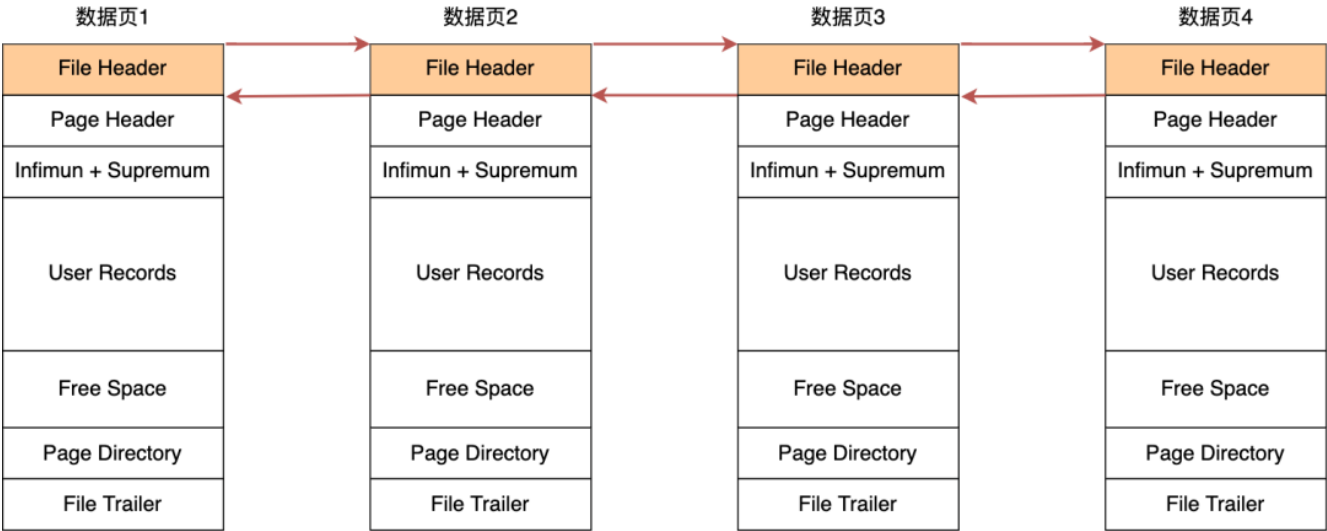 数据页1 数据页2 数据页3 数据页4
File Header File Header File Header File Header
Page Header Page Header Page Header Page Header
Infimun + Supremum Infimun + Supremum Infimun + Supremum Infimun + Supremum
User Records User Records User Records User Records
Free Space Free Space Free Space Free Space
Page Directory Page Directory Page Directory Page Directory
File Trailer File Trailer File Trailer File Trailer